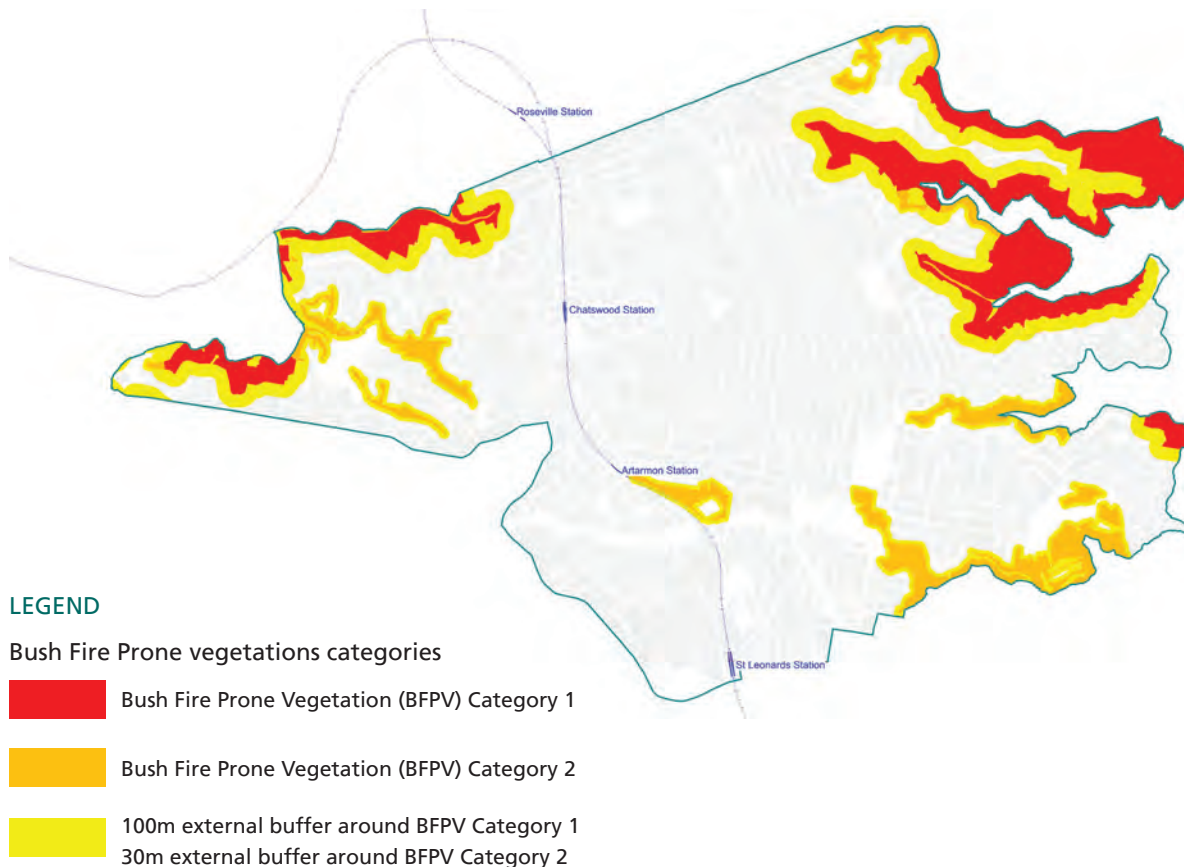 Roseville Station
Chatswood Station
Artarmon Station
St Leonards Station
LEGEND
Bush Fire Prone vegetations categories
Bush Fire Prone Vegetation (BFPV) Category 1
Bush Fire Prone Vegetation (BFPV) Category 2
100m external buffer around BFPV Category 1
30m external buffer around BFPV Category 2